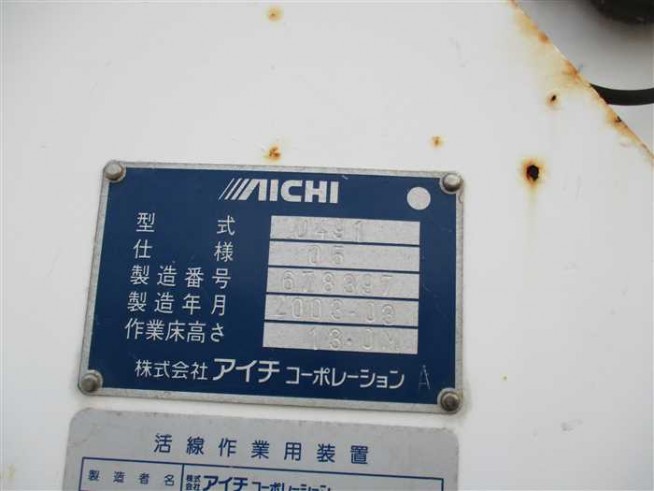 AICHI
型式
仕様 05
製造番号
製造年月 2003-03
作業床高さ
株式会社 アイチ コーポレーション A
活線作業用装置
製造者名 株式会社 アイチコーポレーション